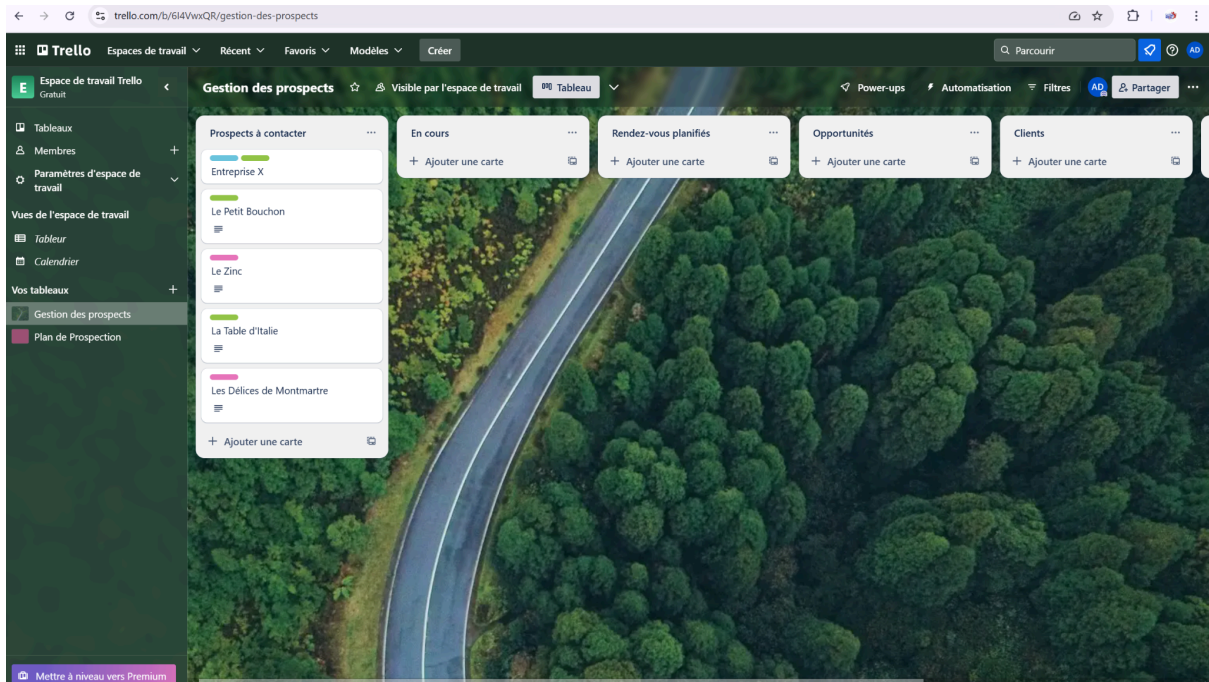 trello.com/b/6I4VwxQR/gestion-des-prospects
Trello Espaces de travail Récent Favoris Modèles Créer Parcourir AD
E Espace de travail Trello
Gratuit
Gestion des prospects Visible par l'espace de travail Tableau Power-ups Automatisation Filtres AD Partager
Tableaux
Membres
Paramètres d'espace de
travail
Vues de l'espace de travail
Tableur
Calendrier
Vos tableaux
Gestion des prospects
Plan de Prospection
Mettre à niveau vers Premium
Prospects à contacter
Entreprise X
Le Petit Bouchon
Le Zinc
La Table d'Italie
Les Délices de Montmartre
Ajouter une carte
En cours
Ajouter une carte
Rendez-vous planifiés
Ajouter une carte
Opportunités
Ajouter une carte
Clients
Ajouter une carte